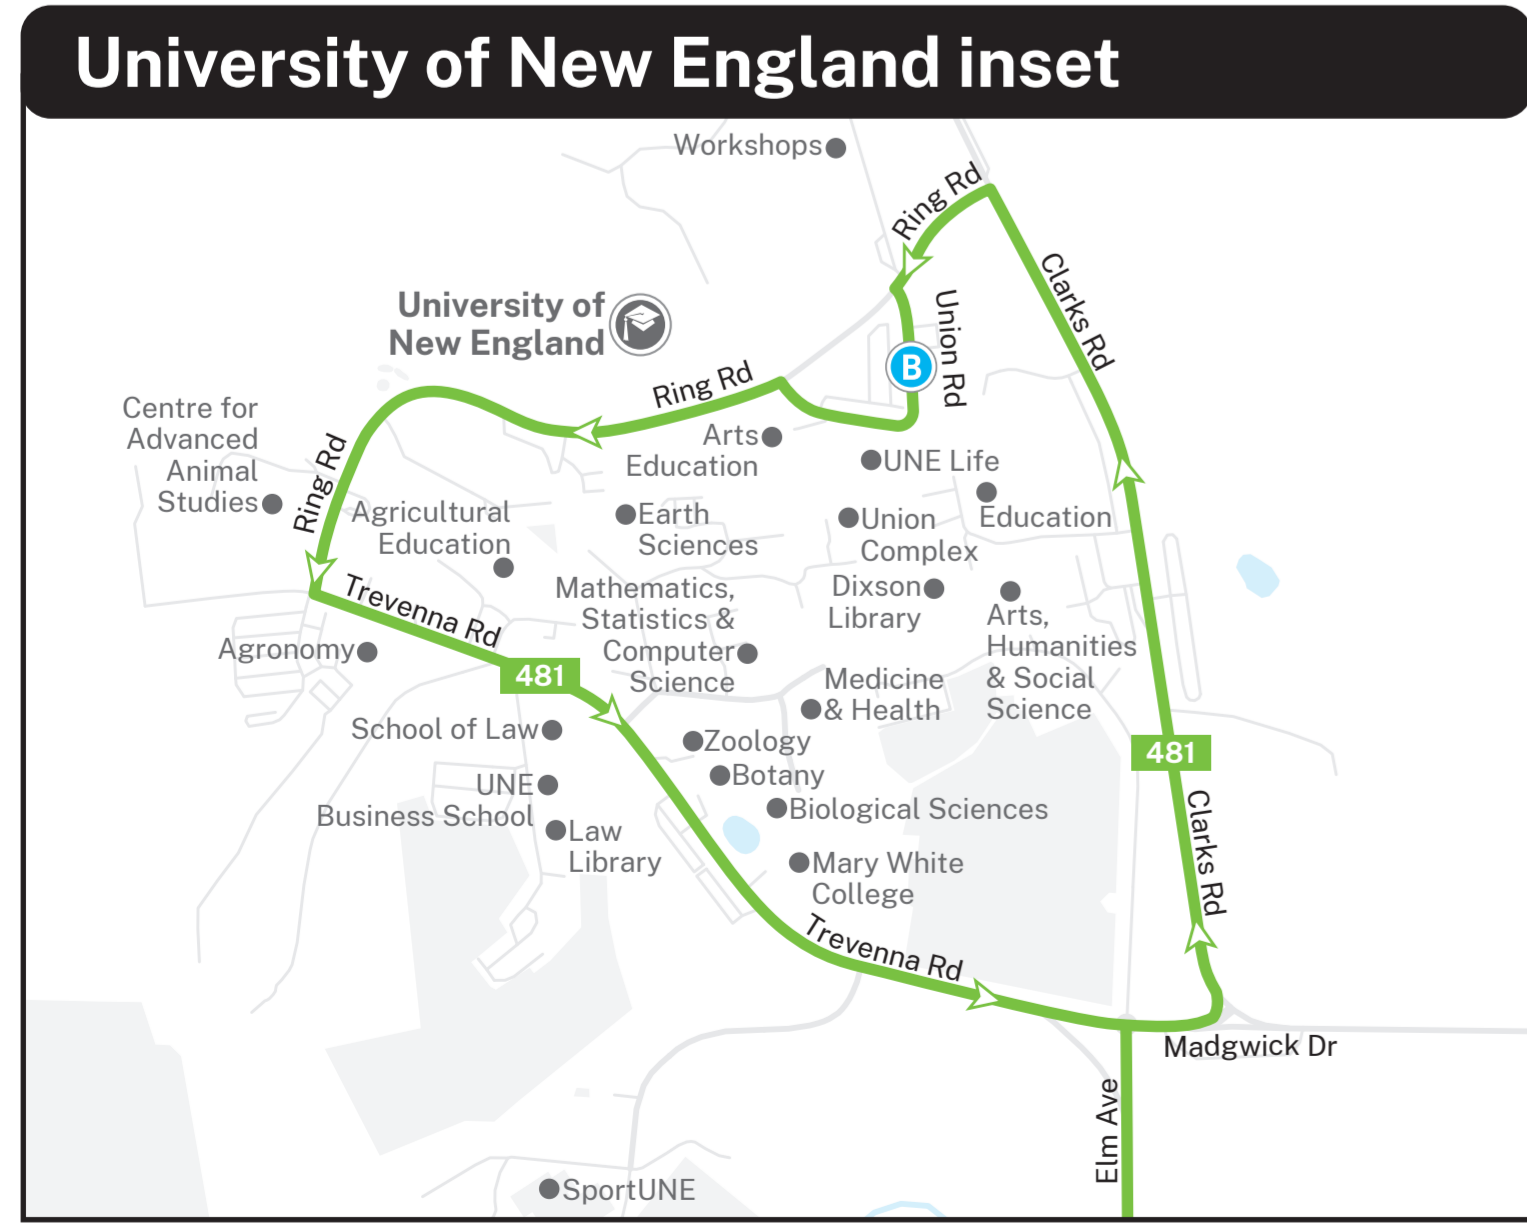 University of New England inset
Workshops
Ring Rd
Clarks Rd
University of
New England
Union Rd
B
Ring Rd
Centre for
Advanced
Animal
Studies
Ring Rd
Arts
Education
UNE Life
Education
Agricultural
Education
Earth
Sciences
Union
Complex
Trevenna Rd
Mathematics,
Statistics &
Computer
Science
Dixson
Library
Arts,
Humanities
& Social
Science
Agronomy
481
Medicine
& Health
School of Law
Zoology
481
UNE
Business School
Botany
Biological Sciences
Clarks Rd
Law
Library
Mary White
College
Trevenna Rd
Madgwick Dr
Elm Ave
SportUNE